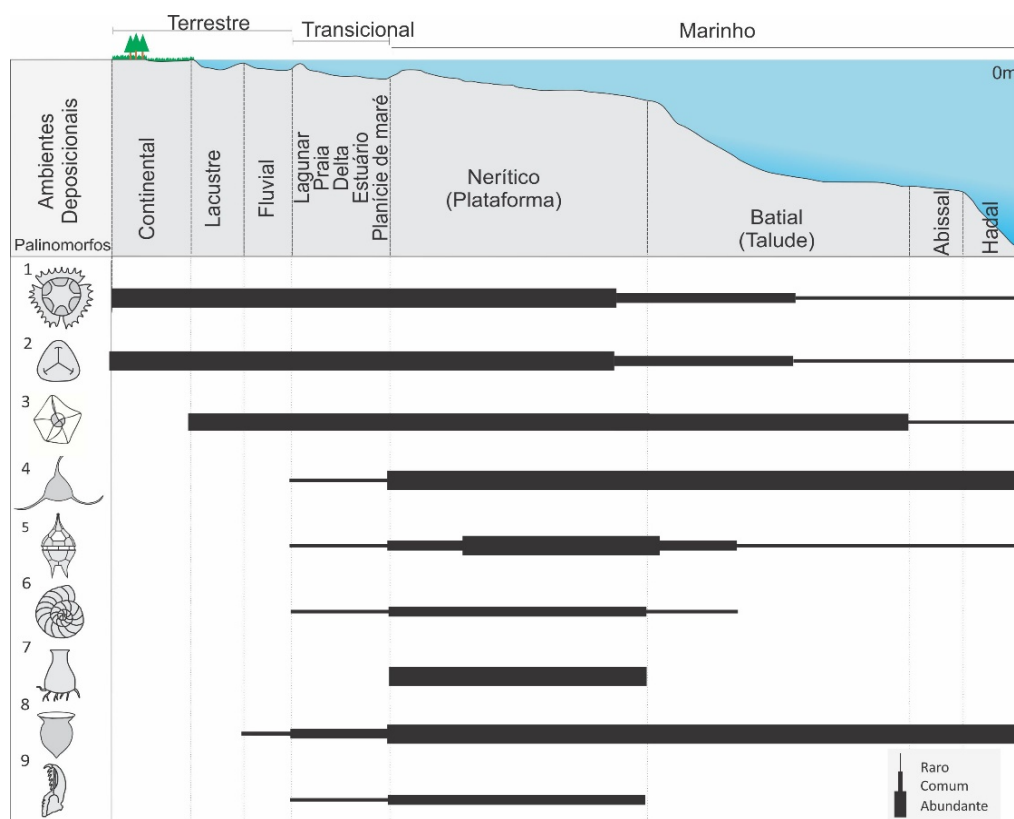 Terrestre
Transicional
Marinho
0m
Ambientes
Deposicionais
Palinomorfos
Continental
Lacustre
Fluvial
Lagunar
Praia
Delta
Estuário
Planície de maré
Nerítico
(Plataforma)
Batial
(Talude)
Abissal
Hadal
1
2
3
4
5
6
7
8
9
Raro
Comum
Abundante